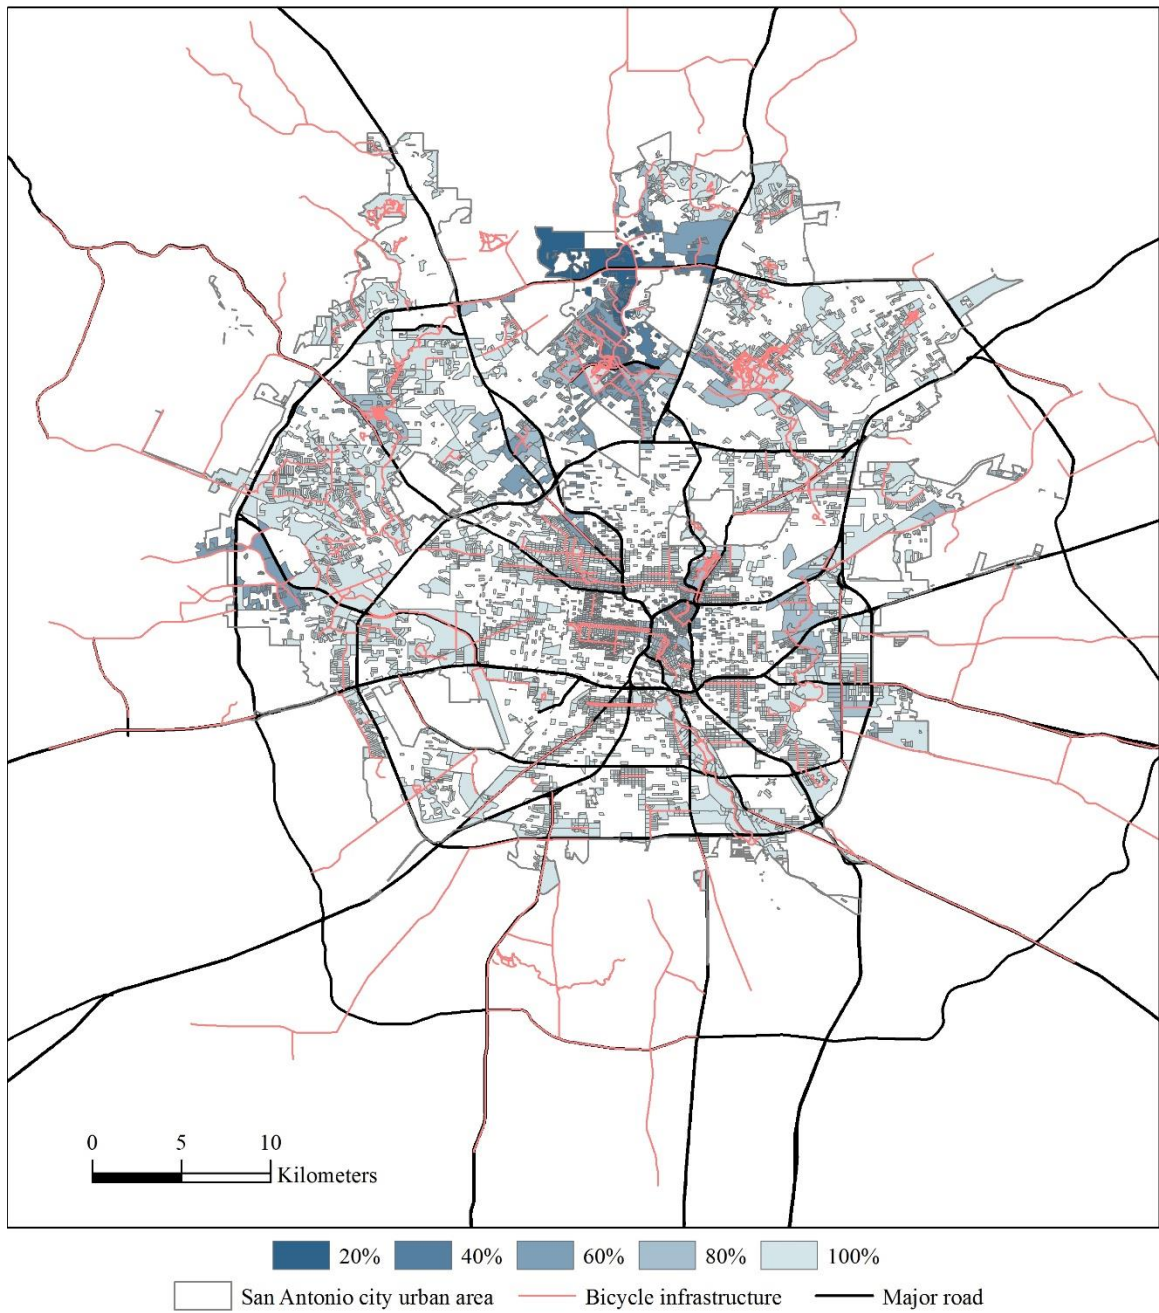 0 5 10
Kilometers
20% 40% 60% 80% 100%
San Antonio city urban area Bicycle infrastructure Major road